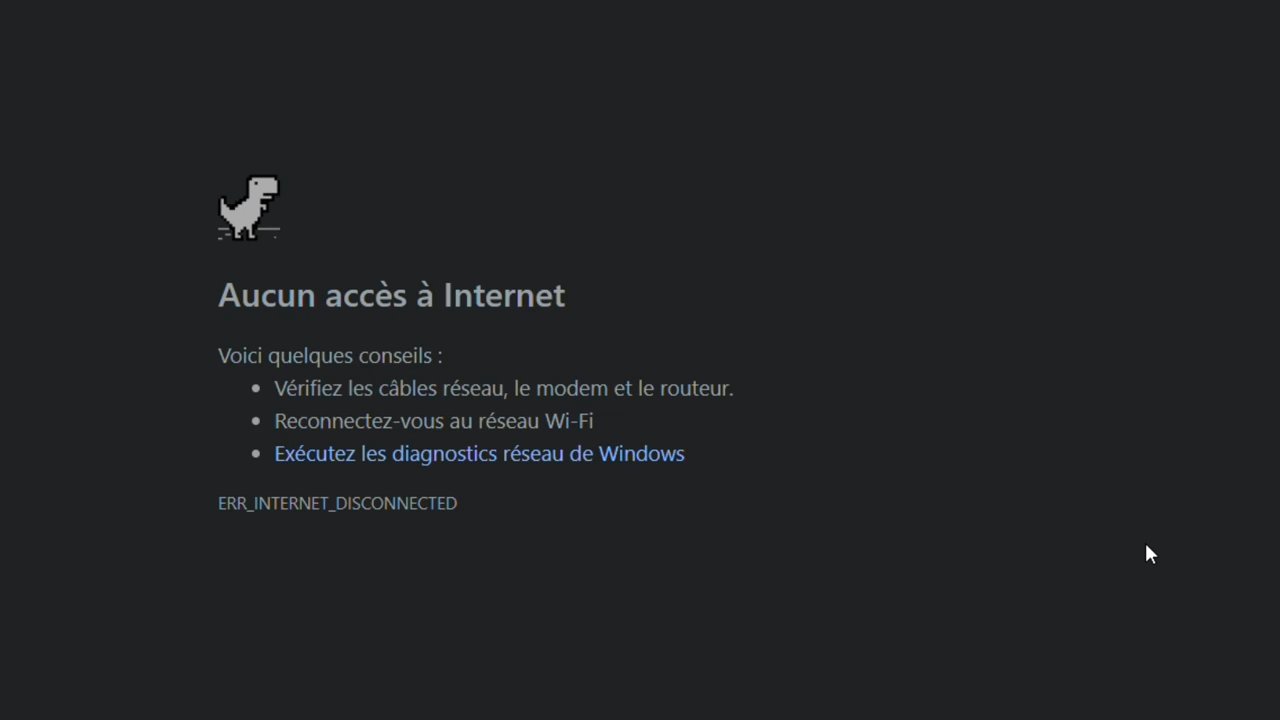 Aucun accès à Internet
Voici quelques conseils :
• Vérifiez les câbles réseau, le modem et le routeur.
• Reconnectez-vous au réseau Wi-Fi
• Exécutez les diagnostics réseau de Windows
ERR_INTERNET_DISCONNECTED